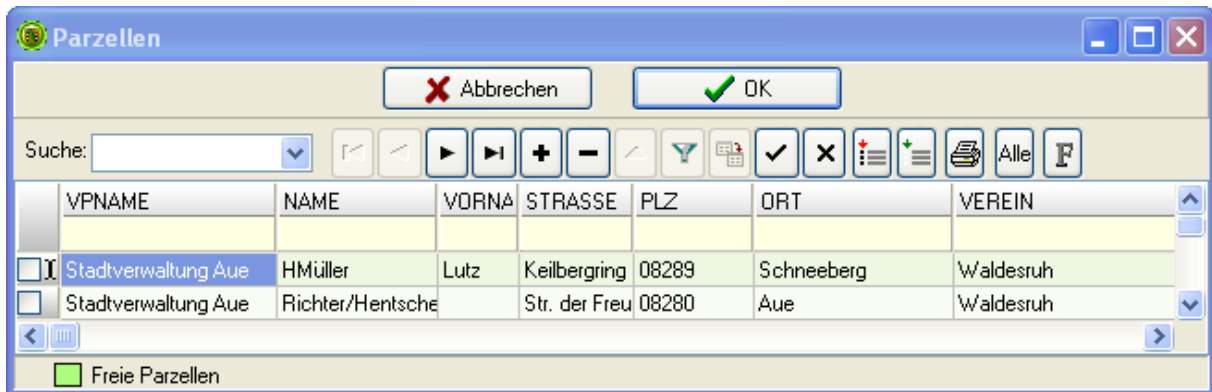 Parzellen
Abbrechen OK
Suche: Alle F
VPNAME NAME VORNA STRASSE PLZ ORT VEREIN
Stadtverwaltung Aue HMüller Lutz Keilbergring 08289 Schneeberg Waldesruh
Stadtverwaltung Aue Richter/Hentsche Str. der Freu 08280 Aue Waldesruh
Freie Parzellen